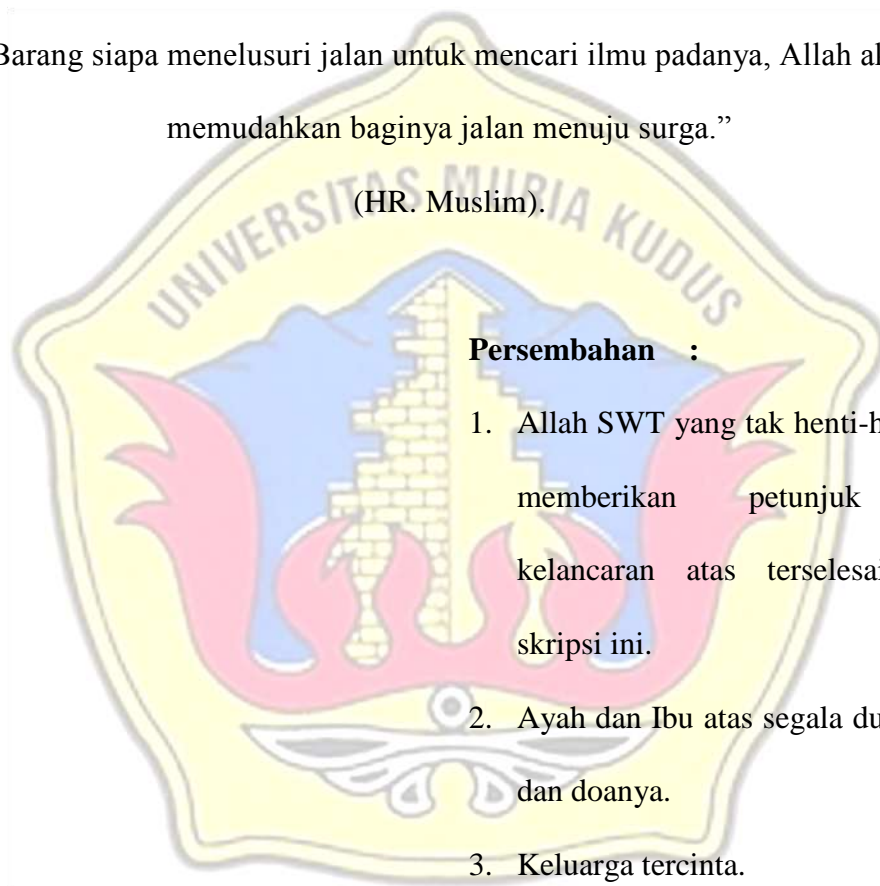 Barang siapa menelusuri jalan untuk mencari ilmu padanya, Allah
memudahkan baginya jalan menuju surga.”
(HR. Muslim).
UNIVERSITAS MURIA KUDUS
Persembahan :
1. Allah SWT yang tak
memberikan petunjuk
kelancaran atas
skripsi ini.
2. Ayah dan Ibu atas segala
dan doanya.
3. Keluarga tercinta.